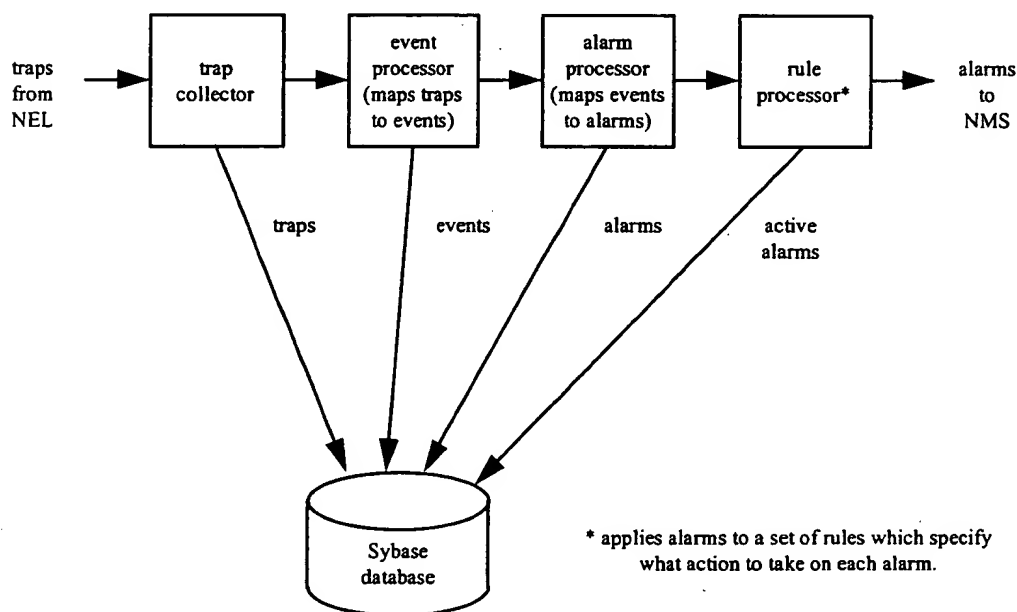 traps
from
NEL
trap
collector
event
processor
(maps traps
to events)
alarm
processor
(maps events
to alarms)
rule
processor*
alarms
to
NMS
traps
events
alarms
active
alarms
Sybase
database
* applies alarms to a set of rules which specify
what action to take on each alarm.